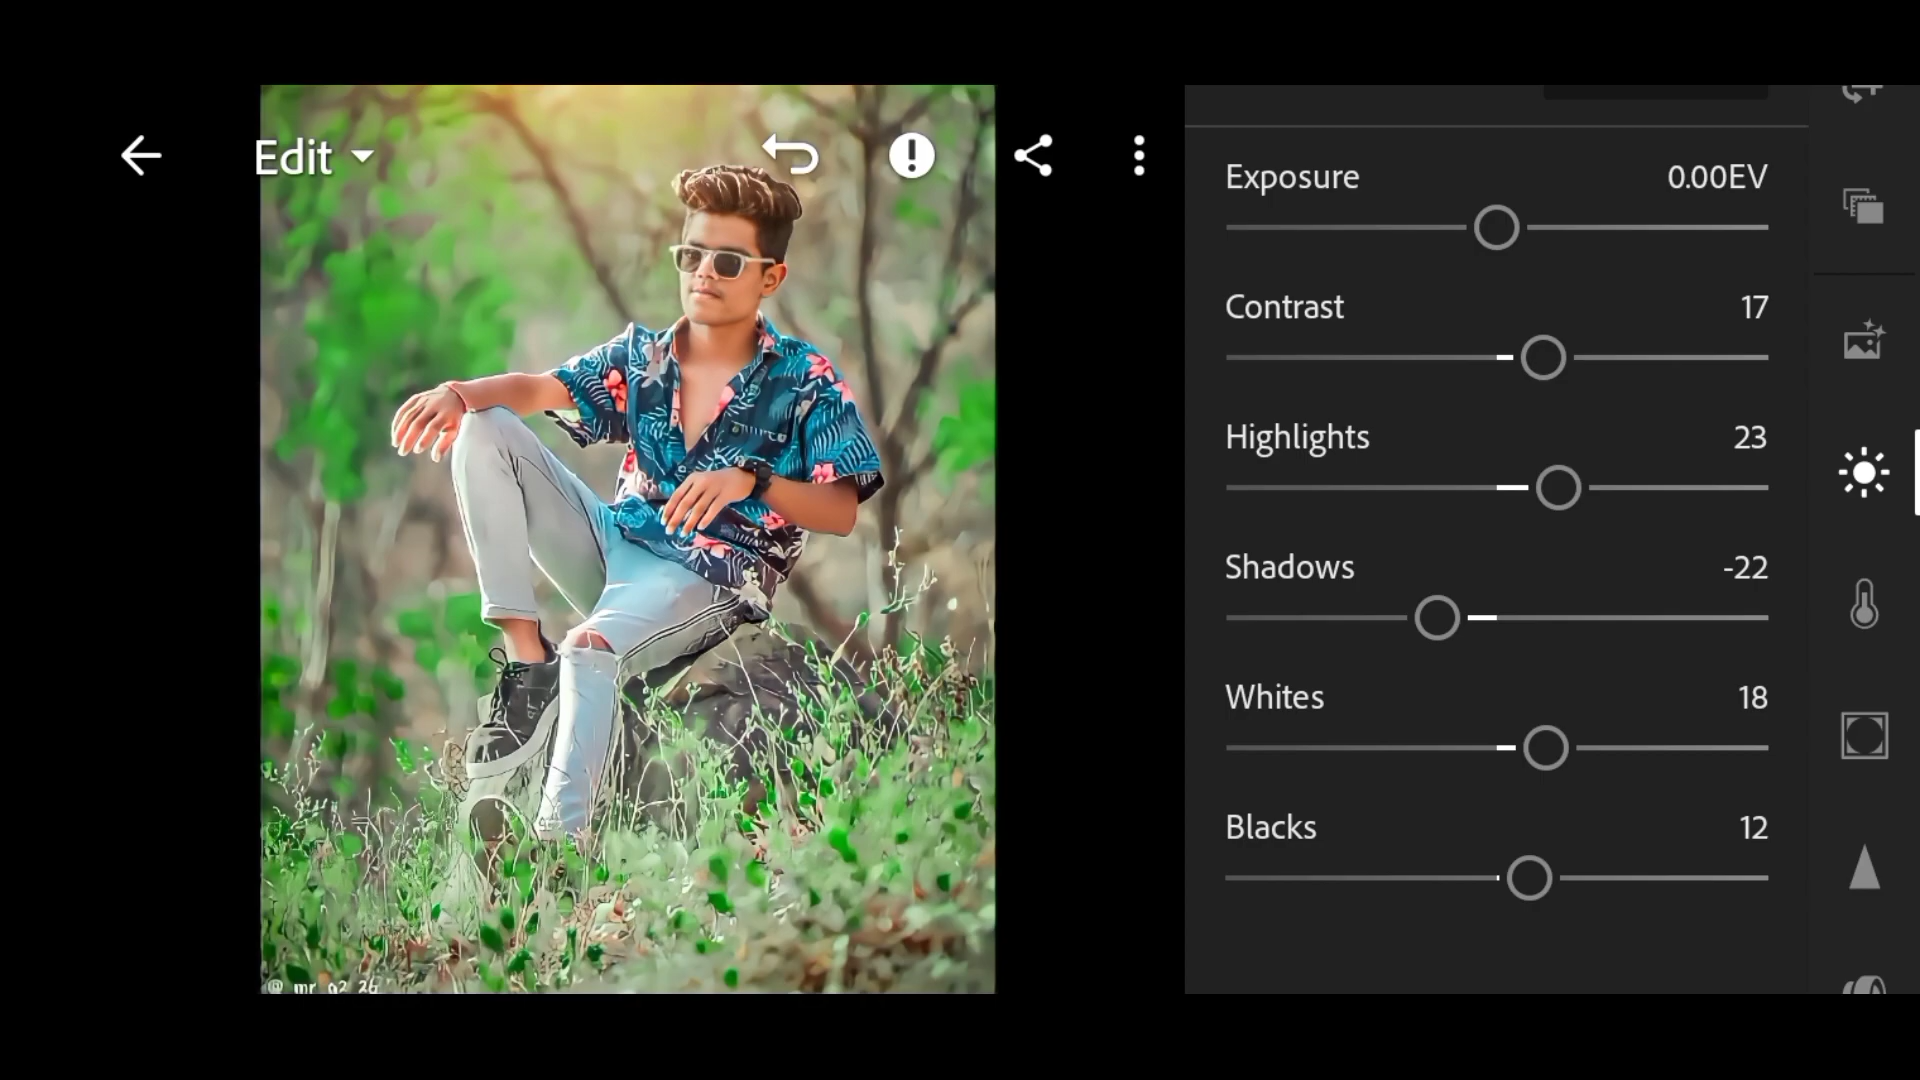 Edit
Exposure 0.00EV
Contrast 17
Highlights 23
Shadows -22
Whites 18
Blacks 12